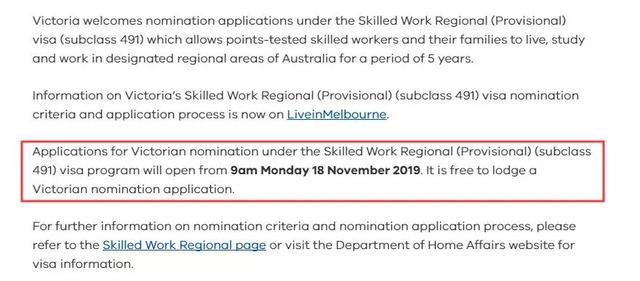 Victoria welcomes nomination applications under the Skilled Work Regional (Provisional)
visa (subclass 491) which allows points-tested skilled workers and their families to live, study
and work in designated regional areas of Australia for a period of 5 years.
Information on Victoria's Skilled Work Regional (Provisional) (subclass 491) visa nomination
criteria and application process is now on LiveinMelbourne.
Applications for Victorian nomination under the Skilled Work Regional (Provisional) (subclass
491) visa program will open from 9am Monday 18 November 2019. It is free to lodge a
Victorian nomination application.
For further information on nomination criteria and nomination application process, please
refer to the Skilled Work Regional page or visit the Department of Home Affairs website for
visa information.